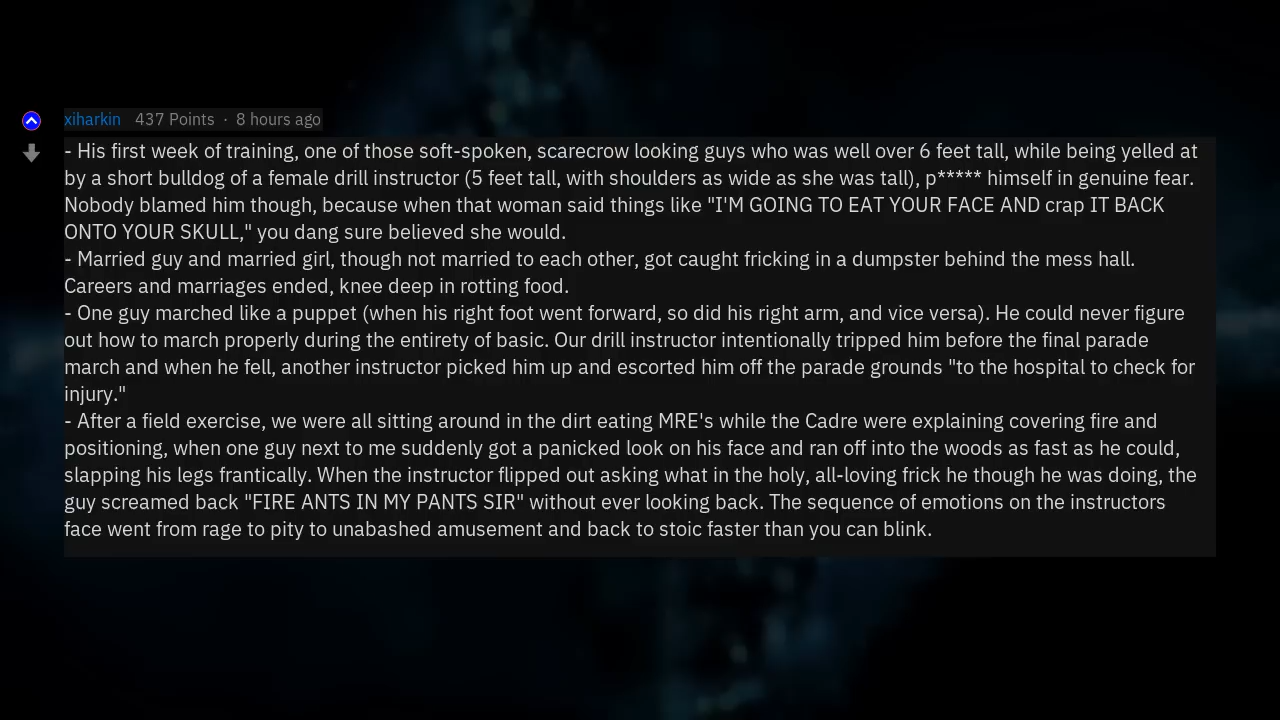 xiharkin 437 Points · 8 hours ago
- His first week of training, one of those soft-spoken, scarecrow looking guys who was well over 6 feet tall, while being yelled at
by a short bulldog of a female drill instructor (5 feet tall, with shoulders as wide as she was tall), p***** himself in genuine fear.
Nobody blamed him though, because when that woman said things like "I'M GOING TO EAT YOUR FACE AND crap IT BACK
ONTO YOUR SKULL," you dang sure believed she would.
- Married guy and married girl, though not married to each other, got caught fricking in a dumpster behind the mess hall.
Careers and marriages ended, knee deep in rotting food.
- One guy marched like a puppet (when his right foot went forward, so did his right arm, and vice versa). He could never figure
out how to march properly during the entirety of basic. Our drill instructor intentionally tripped him before the final parade
march and when he fell, another instructor picked him up and escorted him off the parade grounds "to the hospital to check for
injury."
- After a field exercise, we were all sitting around in the dirt eating MRE's while the Cadre were explaining covering fire and
positioning, when one guy next to me suddenly got a panicked look on his face and ran off into the woods as fast as he could,
slapping his legs frantically. When the instructor flipped out asking what in the holy, all-loving frick he though he was doing, the
guy screamed back "FIRE ANTS IN MY PANTS SIR" without ever looking back. The sequence of emotions on the instructors
face went from rage to pity to unabashed amusement and back to stoic faster than you can blink.